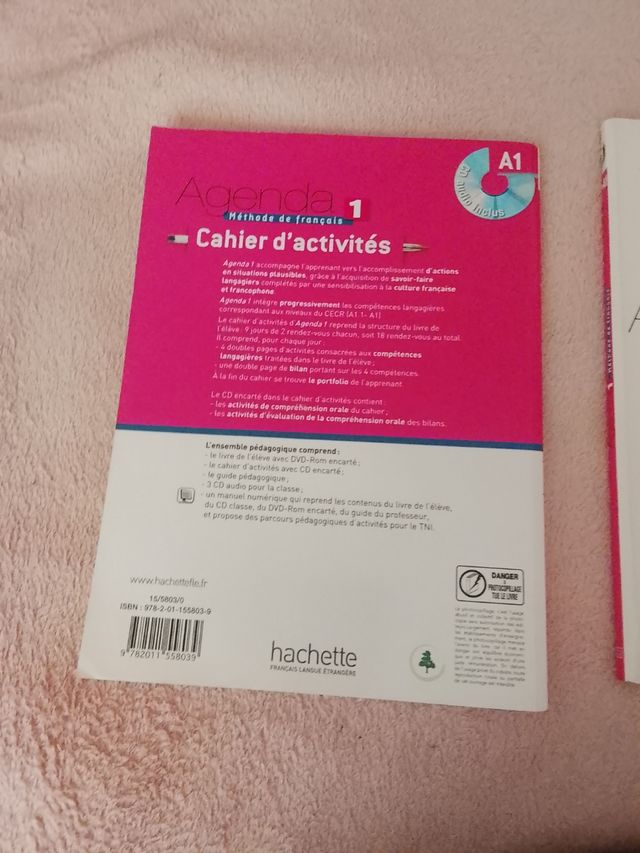 A1
CD audio inclus
Agenda 1
Méthode de français
Cahier d'activités
Agenda 1 accompagne l'apprenant vers l'accomplissement d'actions
en situations plausibles, grâce à l'acquisition de savoir-faire
langagiers complétés par une sensibilisation à la culture française
et francophone.
Agenda 1 intègre progressivement les compétences langagières
correspondant aux niveaux du CECR (A1.1- A1)
Le cahier d'activités d'Agenda 1 reprend la structure du livre de
l'élève : 9 jours de 2 rendez-vous chacun, soit 18 rendez-vous au total.
Il comprend, pour chaque jour :
- 4 doubles pages d'activités consacrées aux compétences
langagières traitées dans le livre de l'élève ;
- une double page de bilan portant sur les 4 compétences.
À la fin du cahier se trouve le portfolio de l'apprenant.
Le CD encarté dans le cahier d'activités contient :
- les activités de compréhension orale du cahier ;
- les activités d'évaluation de la compréhension orale des bilans.
L'ensemble pédagogique comprend :
- le livre de l'élève avec DVD-Rom encarté ;
- le cahier d'activités avec CD encarté ;
- le guide pédagogique ;
- 3 CD audio pour la classe ;
- un manuel numérique qui reprend les contenus du livre de l'élève,
du CD classe, du DVD-Rom encarté, du guide du professeur,
et propose des parcours pédagogiques d'activités pour le TNI.
www.hachettefle.fr
15/5803/0
ISBN : 978-2-01-155803-9
9 782011 558039
hachette
FRANÇAIS LANGUE ÉTRANGÈRE
DANGER
PHOTOCOPILLAGE
TUE LE LIVRE
1 Méthode de français
A